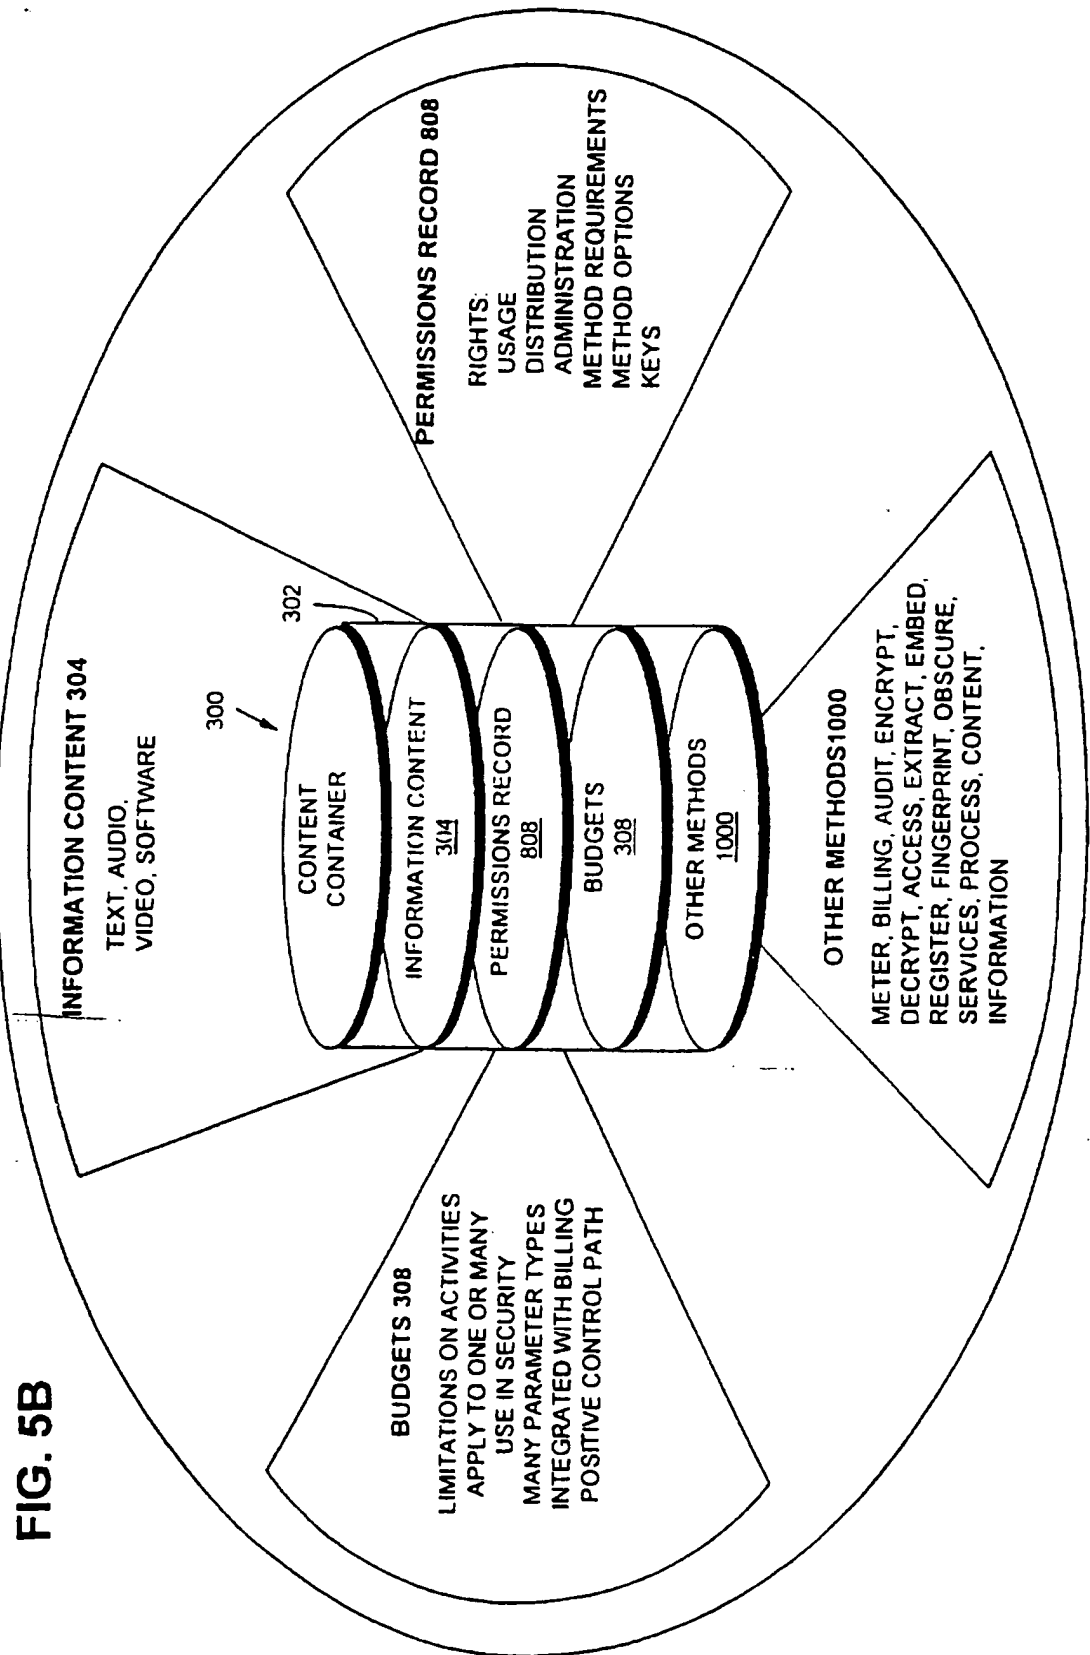 FIG. 5B
INFORMATION CONTENT 304
TEXT, AUDIO,
VIDEO, SOFTWARE
300
302
CONTENT
CONTAINER
INFORMATION CONTENT
304
PERMISSIONS RECORD
808
BUDGETS
308
OTHER METHODS
1000
BUDGETS 308
LIMITATIONS ON ACTIVITIES
APPLY TO ONE OR MANY
USE IN SECURITY
MANY PARAMETER TYPES
INTEGRATED WITH BILLING
POSITIVE CONTROL PATH
PERMISSIONS RECORD 808
RIGHTS:
USAGE
DISTRIBUTION
ADMINISTRATION
METHOD REQUIREMENTS
METHOD OPTIONS
KEYS
OTHER METHODS1000
METER, BILLING, AUDIT, ENCRYPT,
DECRYPT, ACCESS, EXTRACT, EMBED,
REGISTER, FINGERPRINT, OBSCURE,
SERVICES, PROCESS, CONTENT,
INFORMATION